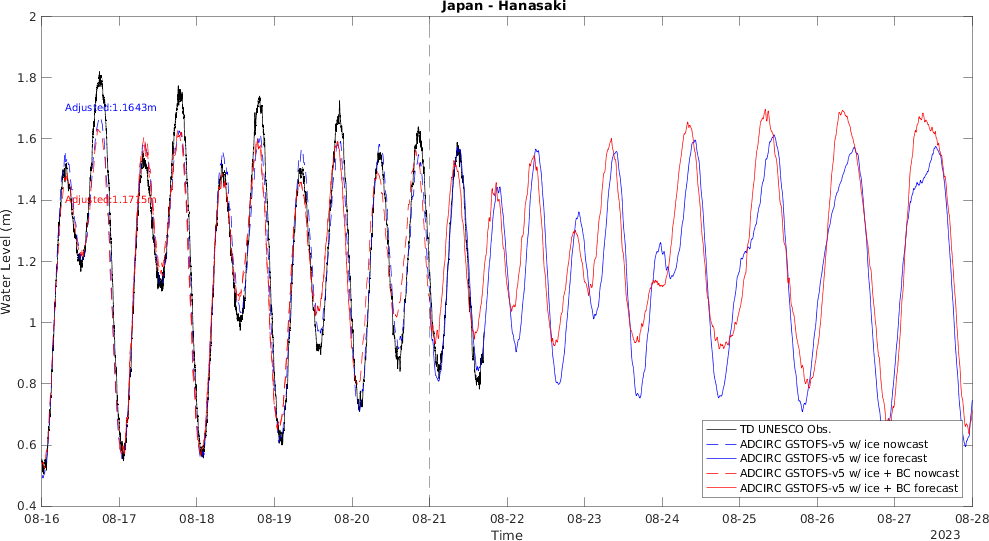 Japan - Hanasaki
2
1.8
1.6
1.4
1.2
1
0.8
0.6
0.4
Water Level (m)
Adjusted:1.1643m
Adjusted:1.1715m
TD UNESCO Obs.
ADCIRC GSTOFS-v5 w/ ice nowcast
ADCIRC GSTOFS-v5 w/ ice forecast
ADCIRC GSTOFS-v5 w/ ice + BC nowcast
ADCIRC GSTOFS-v5 w/ ice + BC forecast
08-16 08-17 08-18 08-19 08-20 08-21 08-22 08-23 08-24 08-25 08-26 08-27 08-28
Time
2023